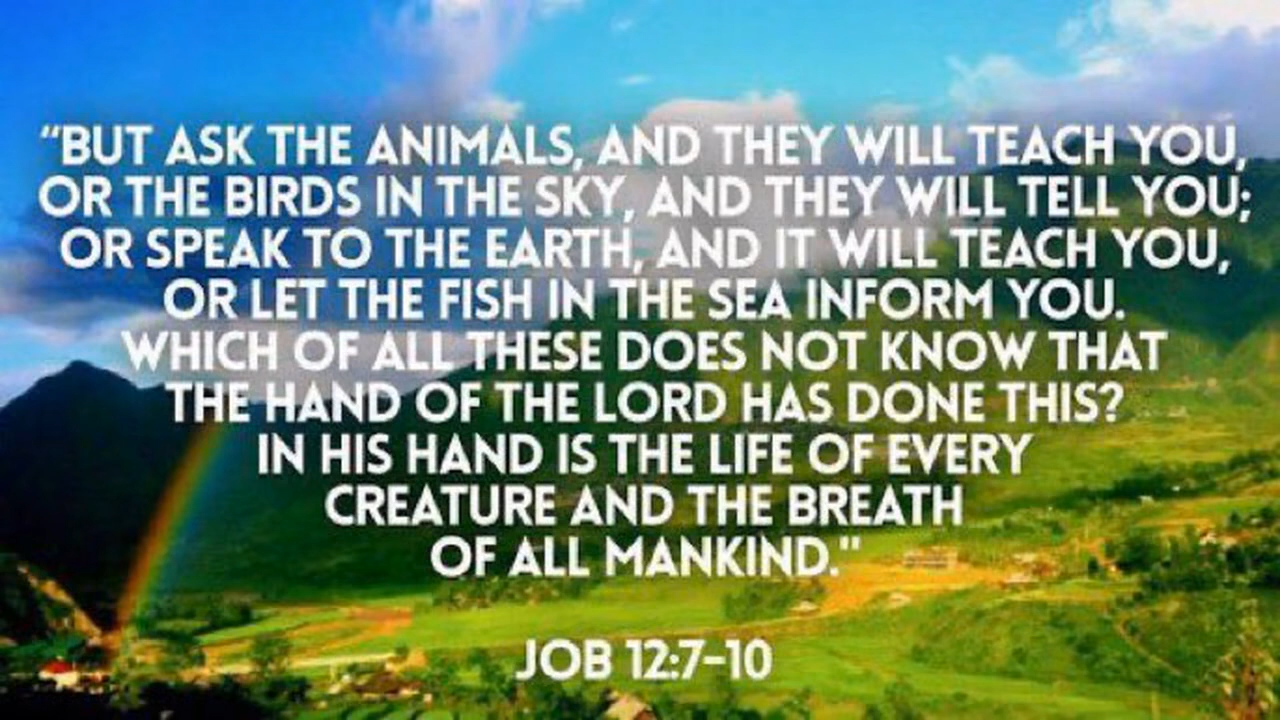 “BUT ASK THE ANIMALS, AND THEY WILL TEACH YOU,
OR THE BIRDS IN THE SKY, AND THEY WILL TELL YOU;
OR SPEAK TO THE EARTH, AND IT WILL TEACH YOU,
OR LET THE FISH IN THE SEA INFORM YOU.
WHICH OF ALL THESE DOES NOT KNOW THAT
THE HAND OF THE LORD HAS DONE THIS?
IN HIS HAND IS THE LIFE OF EVERY
CREATURE AND THE BREATH
OF ALL MANKIND."
JOB 12:7-10